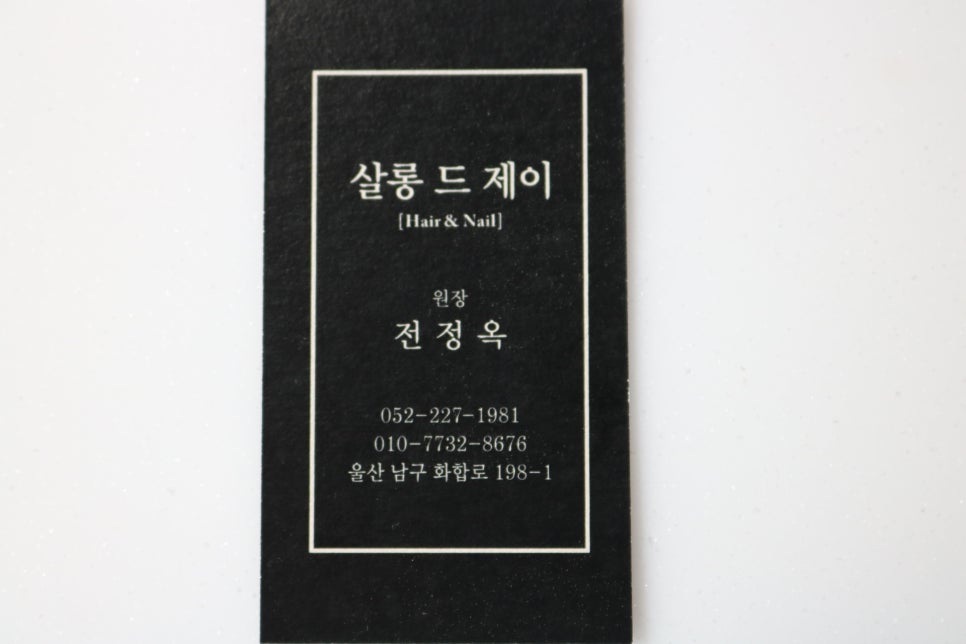 살롱 드 제이
[Hair & Nail]
원장
전정옥
052-227-1981
010-7732-8676
울산 남구 화합로 198-1